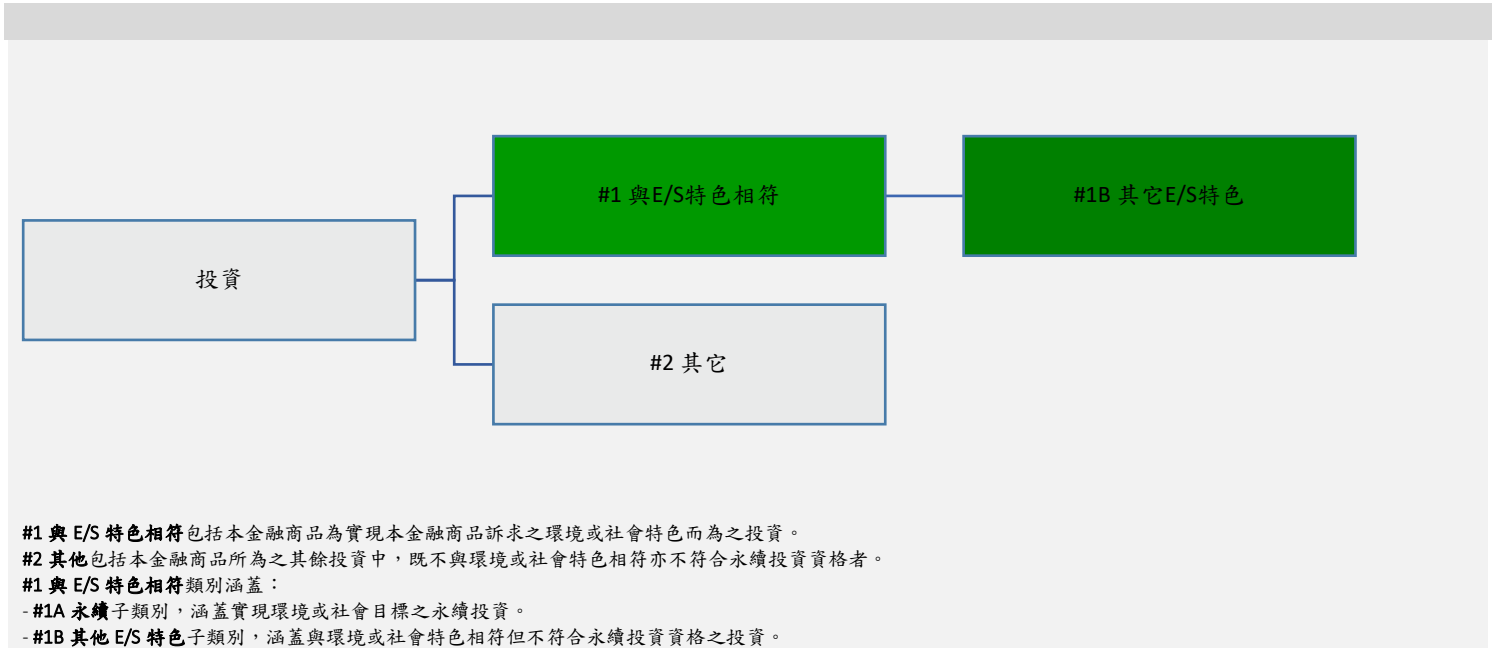 #1 與E/S特色相符
#1B 其它E/S特色
投資
#2 其它
#1 與 E/S 特色相符包括本金融商品為實現本金融商品訴求之環境或社會特色而為之投資。
#2 其他包括本金融商品所為之其餘投資中，既不與環境或社會特色相符亦不符合永續投資資格者。
#1 與 E/S 特色相符類別涵蓋：
- #1A 永續子類別，涵蓋實現環境或社會目標之永續投資。
- #1B 其他 E/S 特色子類別，涵蓋與環境或社會特色相符但不符合永續投資資格之投資。